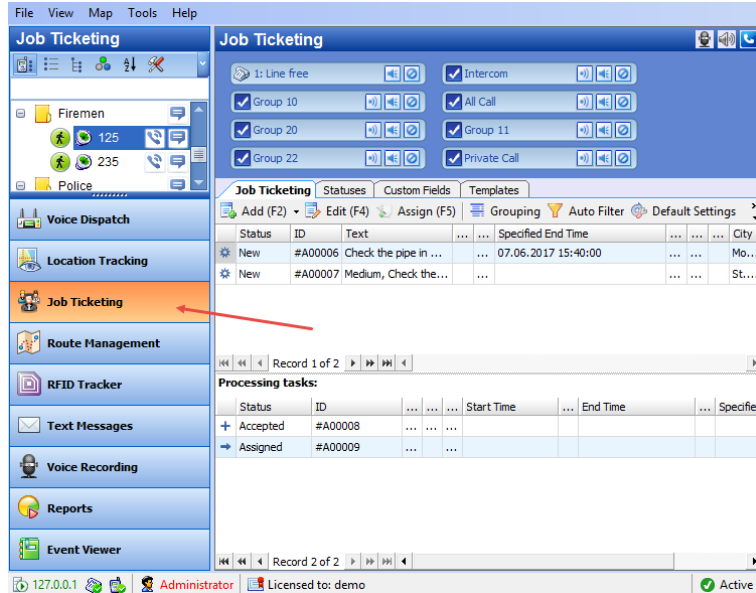 File View Map Tools Help
Job Ticketing
Firemen
125
235
Police
Voice Dispatch
Location Tracking
Job Ticketing
Route Management
RFID Tracker
Text Messages
Voice Recording
Reports
Event Viewer
Job Ticketing
1: Line free Intercom
Group 10 All Call
Group 20 Group 11
Group 22 Private Call
Job Ticketing Statuses Custom Fields Templates
Add (F2) Edit (F4) Assign (F5) Grouping Auto Filter Default Settings
Status ID Text ... ... Specified End Time ... ... ... City
New #A00006 Check the pipe in ... ... 07.06.2017 15:40:00 ... ... Mo...
New #A00007 Medium, Check the... ... ... ... St...
Record 1 of 2
Processing tasks:
Status ID ... ... ... Start Time ... End Time ... Specifie
Accepted #A00008 ... ... ...
Assigned #A00009 ... ...
Record 2 of 2
127.0.0.1 Administrator Licensed to: demo Active